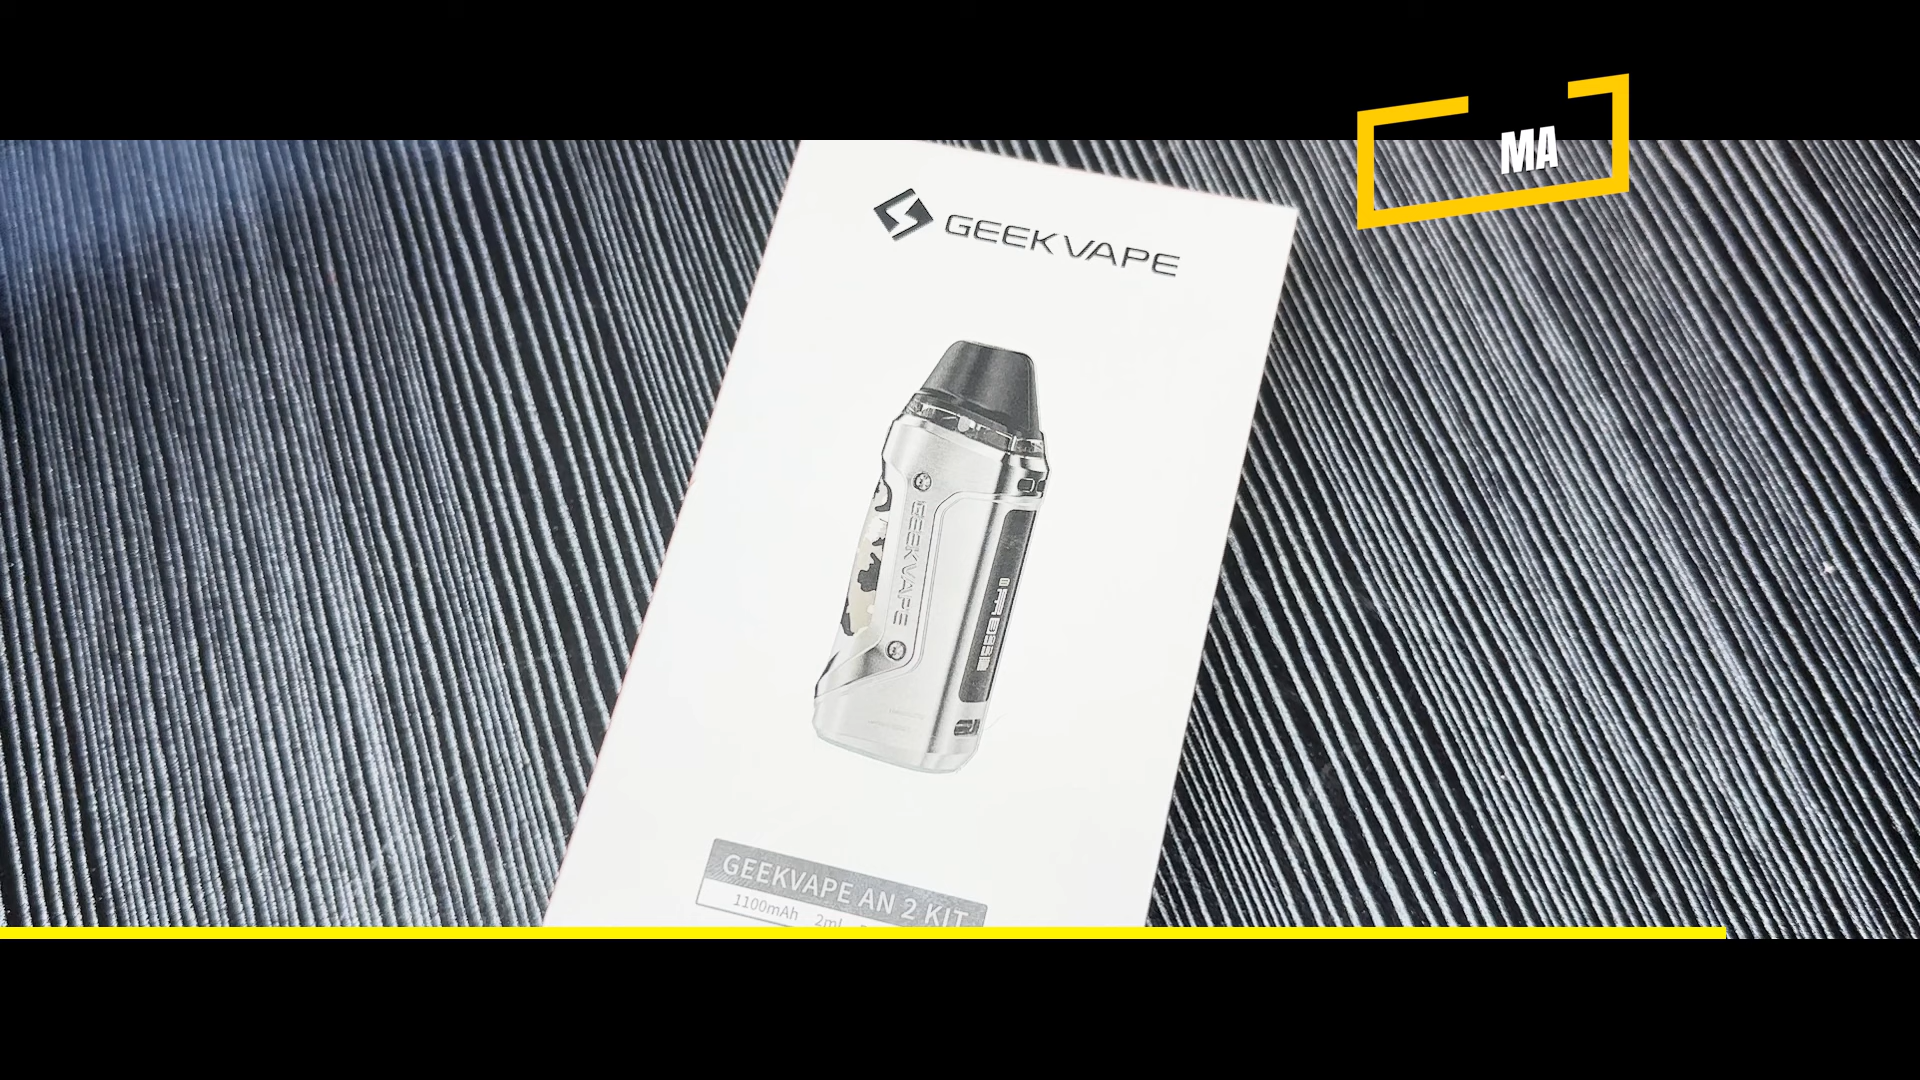 MA
GEEKVAPE
GEEKVAPE
GEEKVAPE AN 2 KIT
1100mAh 2ml